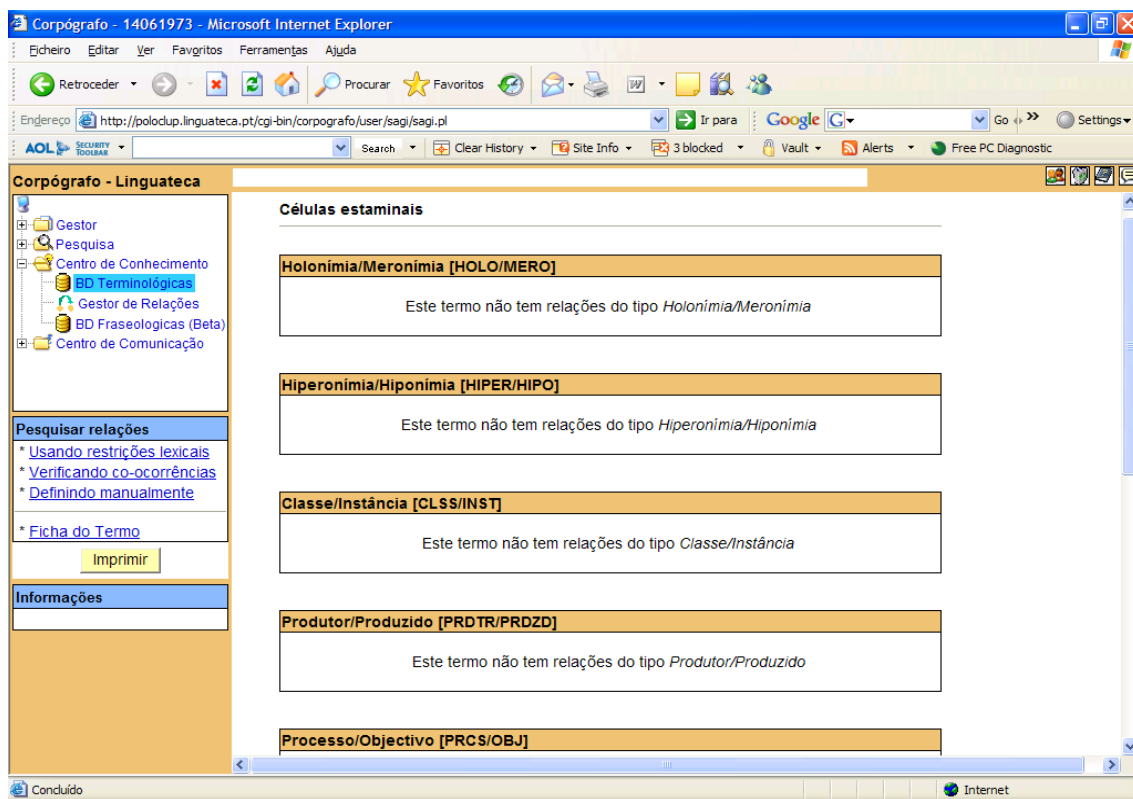 Corpógrafo - 14061973 - Microsoft Internet Explorer
Ficheiro Editar Ver Favoritos Ferramentas Ajuda
Retroceder Procurar Favoritos
Endereço http://poloclup.linguateca.pt/cgi-bin/corpografo/user/sagi/sagi.pl Ir para Google G Go Settings
AOL SECURITY TOOLBAR Search Clear History Site Info 3 blocked Vault Alerts Free PC Diagnostic
Corpógrafo - Linguateca
Gestor
Pesquisa
Centro de Conhecimento
BD Terminológicas
Gestor de Relações
BD Fraseologicas (Beta)
Centro de Comunicação
Pesquisar relações
* Usando restrições lexicais
* Verificando co-ocorrências
* Definindo manualmente
* Ficha do Termo
Imprimir
Informações
Células estaminais
Holonímia/Meronímia [HOLO/MERO]
Este termo não tem relações do tipo Holonímia/Meronímia
Hiperonímia/Hiponímia [HIPER/HIPO]
Este termo não tem relações do tipo Hiperonímia/Hiponímia
Classe/Instância [CLSS/INST]
Este termo não tem relações do tipo Classe/Instância
Produtor/Produzido [PRDTR/PRDZD]
Este termo não tem relações do tipo Produtor/Produzido
Processo/Objectivo [PRCS/OBJ]
Concluído Internet